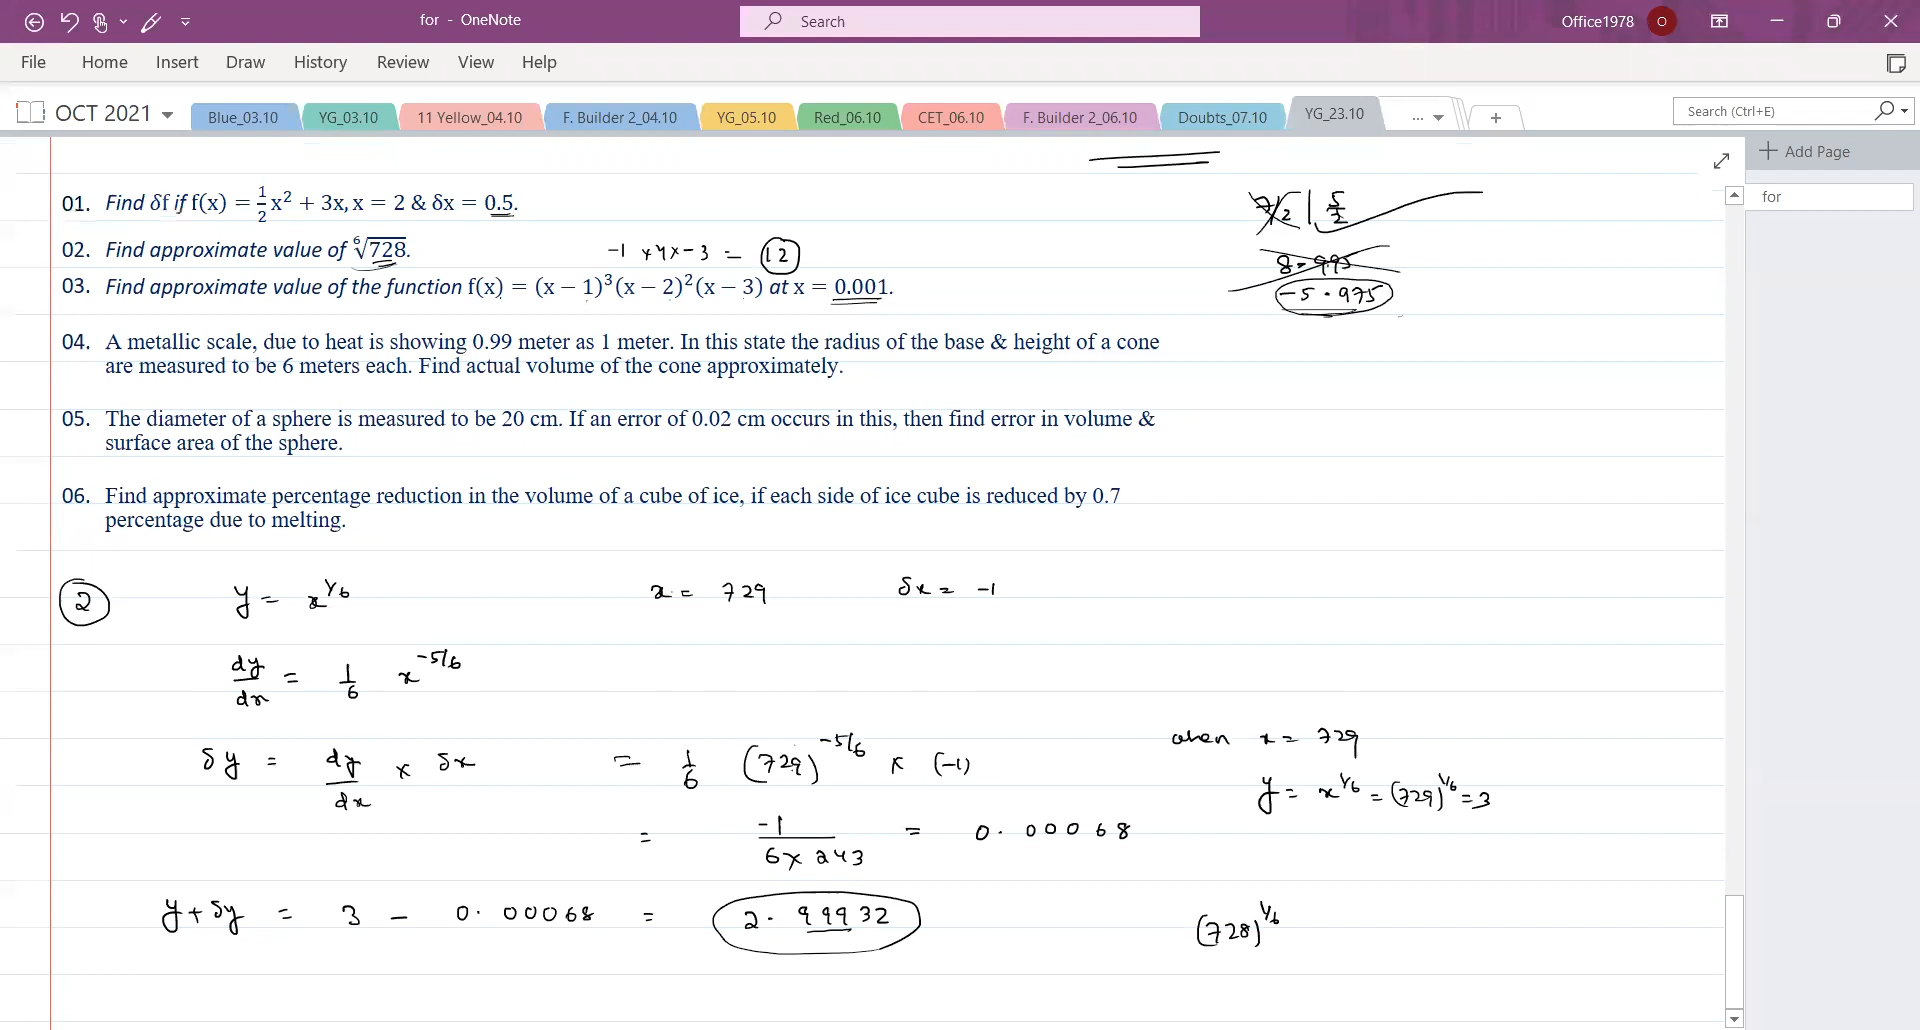 for - OneNote
Search
Office1978
O
File Home Insert Draw History Review View Help
OCT 2021
Blue_03.10
YG_03.10
11 Yellow_04.10
F. Builder 2_04.10
YG_05.10
Red_06.10
CET_06.10
F. Builder 2_06.10
Doubts_07.10
YG_23.10
...
+
Search (Ctrl+E)
+ Add Page
for
01. Find δf if f(x) = 1/2 x² + 3x, x = 2 & δx = 0.5.
7/2 | 5/2
02. Find approximate value of ⁶√728.
-1 x 4 x -3 = 12
8.995
03. Find approximate value of the function f(x) = (x − 1)³(x − 2)²(x − 3) at x = 0.001.
-5.975
04. A metallic scale, due to heat is showing 0.99 meter as 1 meter. In this state the radius of the base & height of a cone
are measured to be 6 meters each. Find actual volume of the cone approximately.
05. The diameter of a sphere is measured to be 20 cm. If an error of 0.02 cm occurs in this, then find error in volume &
surface area of the sphere.
06. Find approximate percentage reduction in the volume of a cube of ice, if each side of ice cube is reduced by 0.7
percentage due to melting.
2 y = x^1/6 x = 729 δx = -1
dy/dx = 1/6 x^-5/6
δy = dy/dx × δx = 1/6 (729)^-5/6 × (-1)
when x = 729
y = x^1/6 = (729)^1/6 = 3
= -1/6×243 = 0.00068
y + δy = 3 - 0.00068 = 2.99932
(728)^1/6